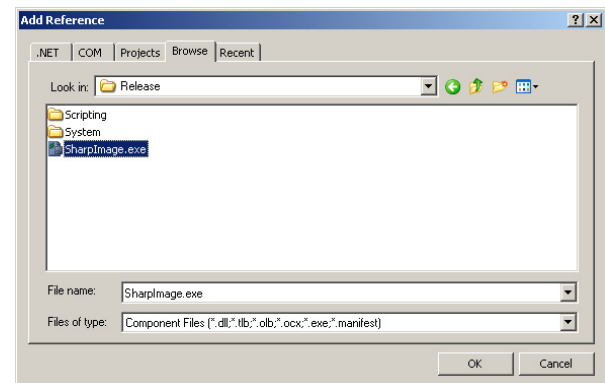 Add Reference
.NET COM Projects Browse Recent
Look in: Release
Scripting
System
SharpImage.exe
File name: SharpImage.exe
Files of type: Component Files (*.dll;*.tlb;*.olb;*.ocx;*.exe;*.manifest)
OK Cancel